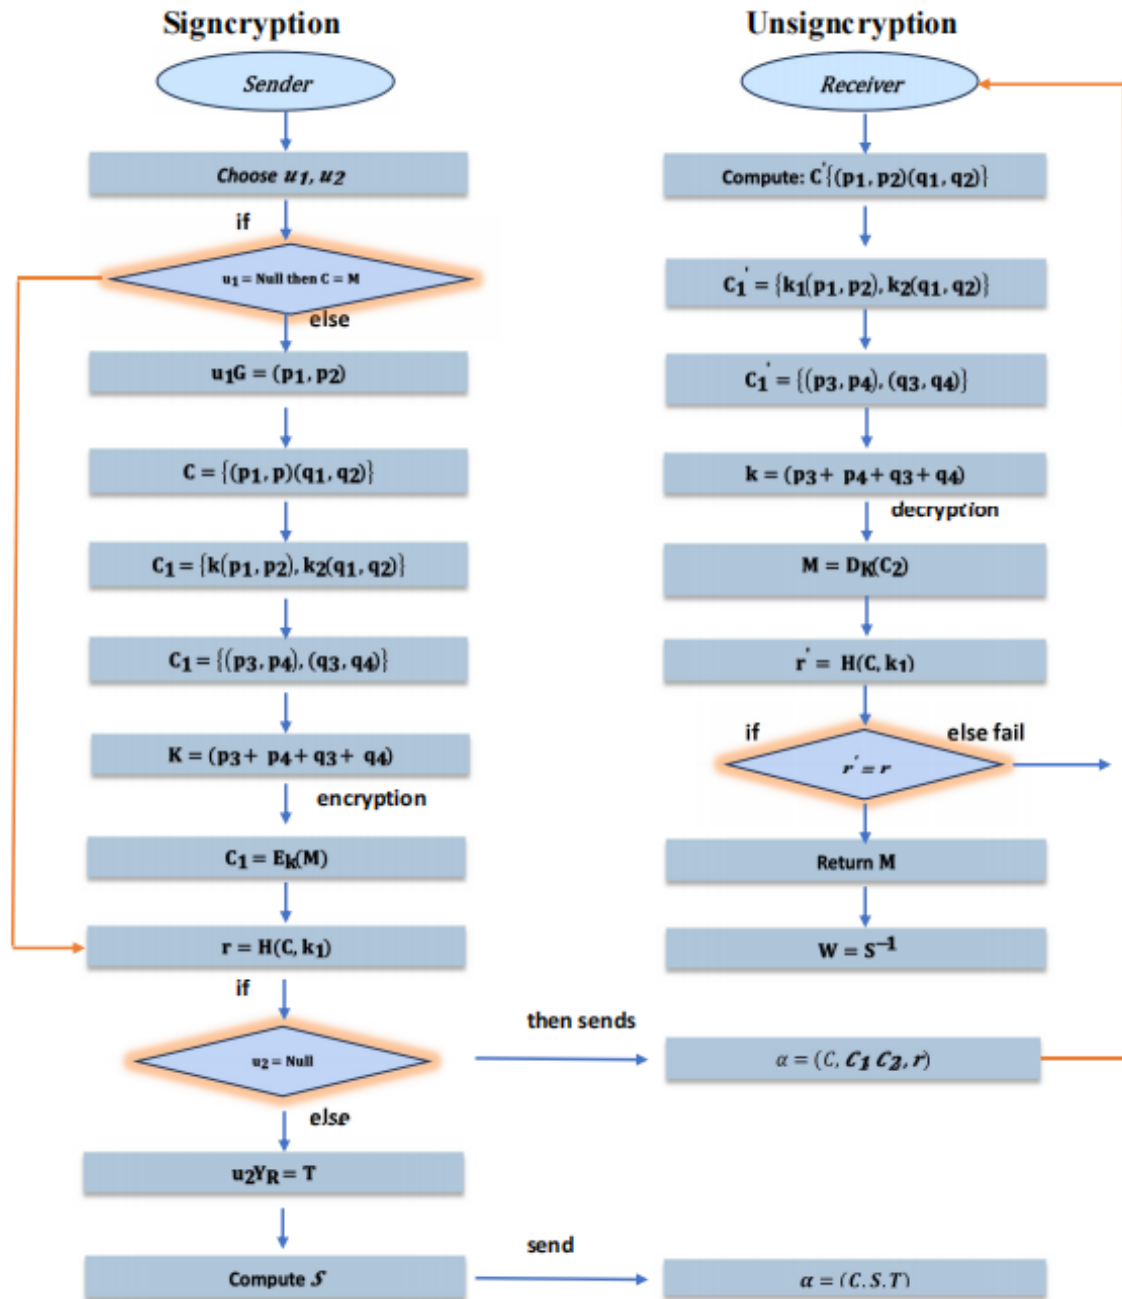 Signcryption
Sender
Choose u1, u2
if
u1 = Null then C = M
else
u1G = (p1, p2)
C = {(p1, p)(q1, q2)}
C1 = {k(p1, p2), k2(q1, q2)}
C1 = {(p3, p4), (q3, q4)}
K = (p3 + p4 + q3 + q4)
encryption
C1 = Ek(M)
r = H(C, k1)
if
u2 = Null
then sends
α = (C, C1 C2, r)
else
u2YR = T
Compute S
send
α = (C, S, T)
Unsigncryption
Receiver
Compute: C'{(p1, p2)(q1, q2)}
C1' = {k1(p1, p2), k2(q1, q2)}
C1' = {(p3, p4), (q3, q4)}
k = (p3 + p4 + q3 + q4)
decryption
M = DK(C2)
r' = H(C, k1)
if
else fail
r' = r
Return M
W = S⁻¹